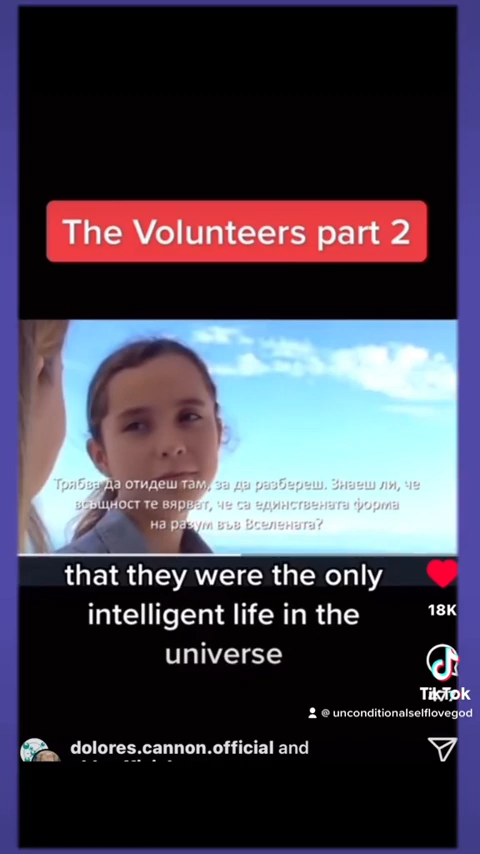 The Volunteers part 2
Трябва да отидеш там, за да разбереш. Знаеш ли, че
всъщност те вярват, че са единствената форма
на разум във Вселената?
that they were the only
intelligent life in the
universe
18K
TikTok
@ unconditionalselflovegod
dolores.cannon.official and